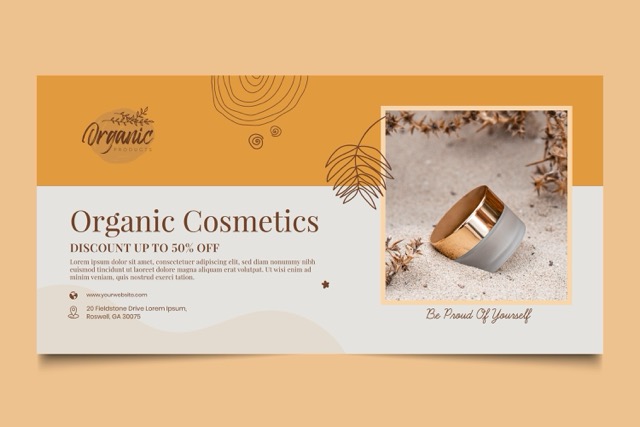 Organic
PRODUCTS
Organic Cosmetics
DISCOUNT UP TO 50% OFF
Lorem ipsum dolor sit amet, consectetuer adipiscing elit, sed diam nonummy nibh
euismod tincidunt ut laoreet dolore magna aliquam erat volutpat. Ut wisi enim ad
minim veniam, quis nostrud exerci tation.
www.yourwebsite.com
20 Fieldstone Drive Lorem Ipsum,
Roswall, GA 30075
Be Proud Of Yourself